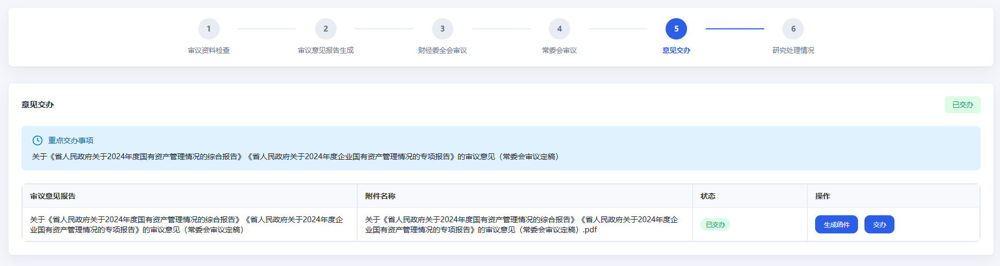 1
2
3
4
5
6
审议资料检查
审议意见报告生成
财经委全会审议
常委会审议
意见交办
研究处理情况
意见交办
已交办
重点交办事项
关于《省人民政府关于2024年度国有资产管理情况的综合报告》《省人民政府关于2024年度企业国有资产管理情况的专项报告》的审议意见（常委会审议定稿）
审议意见报告
附件名称
状态
操作
关于《省人民政府关于2024年度国有资产管理情况的综合报告》《省人民政府关于2024年度企
业国有资产管理情况的专项报告》的审议意见（常委会审议定稿）
关于《省人民政府关于2024年度国有资产管理情况的综合报告》《省人民政府关于2024年度企
业国有资产管理情况的专项报告》的审议意见（常委会审议定稿）.pdf
已交办
生成函件
交办